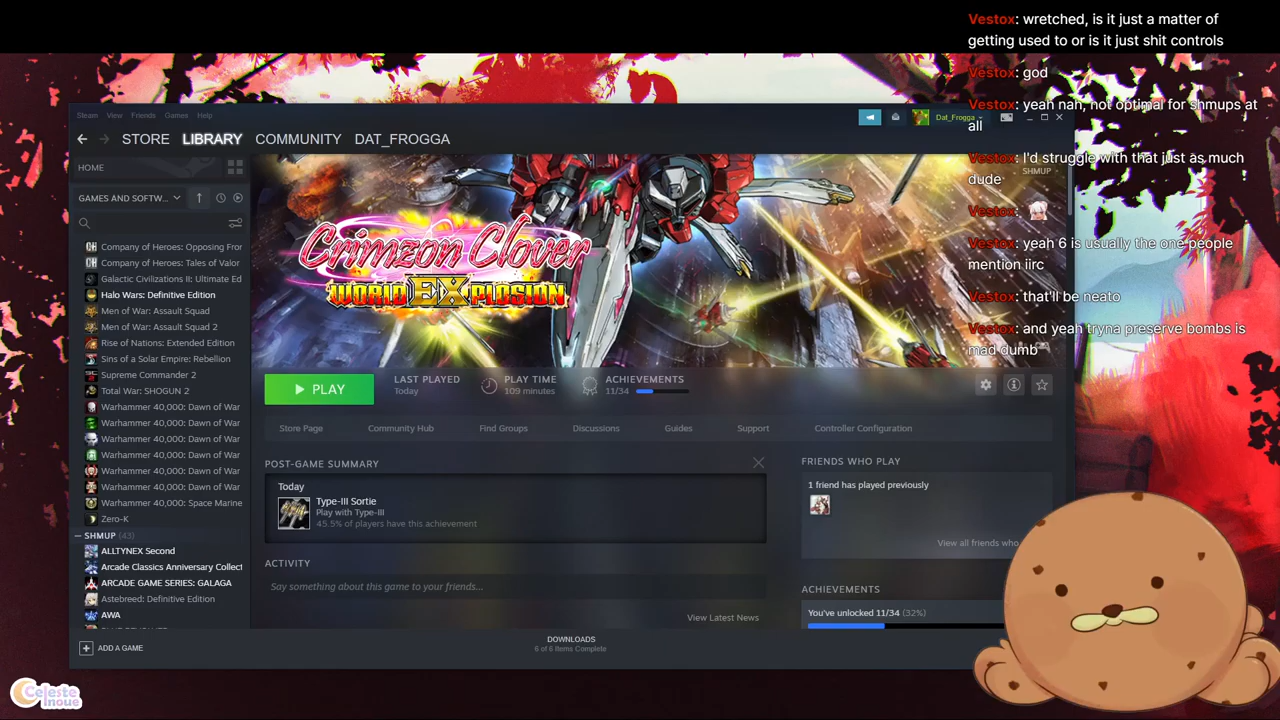 Vestox: wretched, is it just a matter of
getting used to or is it just shit controls
Vestox: god
Vestox: yeah nah, not optimal for shmups at
all
Vestox: I'd struggle with that just as much
dude
Vestox:
Vestox: yeah 6 is usually the one people
mention iirc
Vestox: that'll be neato
Vestox: and yeah tryna preserve bombs is
mad dumb
Steam View Friends Games Help
Dat_Frogga
STORE LIBRARY COMMUNITY DAT_FROGGA
HOME
GAMES AND SOFTW...
Company of Heroes: Opposing Fron
Company of Heroes: Tales of Valor
Galactic Civilizations II: Ultimate Ed
Halo Wars: Definitive Edition
Men of War: Assault Squad
Men of War: Assault Squad 2
Rise of Nations: Extended Edition
Sins of a Solar Empire: Rebellion
Supreme Commander 2
Total War: SHOGUN 2
Warhammer 40,000: Dawn of War
Warhammer 40,000: Dawn of War
Warhammer 40,000: Dawn of War
Warhammer 40,000: Dawn of War
Warhammer 40,000: Dawn of War
Warhammer 40,000: Dawn of War
Warhammer 40,000: Space Marine
Zero-K
SHMUP (43)
ALLTYNEX Second
Arcade Classics Anniversary Collect
ARCADE GAME SERIES: GALAGA
Astebreed: Definitive Edition
AWA
ADD A GAME
SHMUP
Crimzon Clover
WORLD EXPLOSION
PLAY
LAST PLAYED
Today
PLAY TIME
109 minutes
ACHIEVEMENTS
11/34
Store Page Community Hub Find Groups Discussions Guides Support Controller Configuration
POST-GAME SUMMARY
Today
Type-III Sortie
Play with Type-III
45.5% of players have this achievement
ACTIVITY
Say something about this game to your friends...
View Latest News
FRIENDS WHO PLAY
1 friend has played previously
View all friends who
ACHIEVEMENTS
You've unlocked 11/34 (32%)
DOWNLOADS
6 of 6 Items Complete
Celeste
Inoue